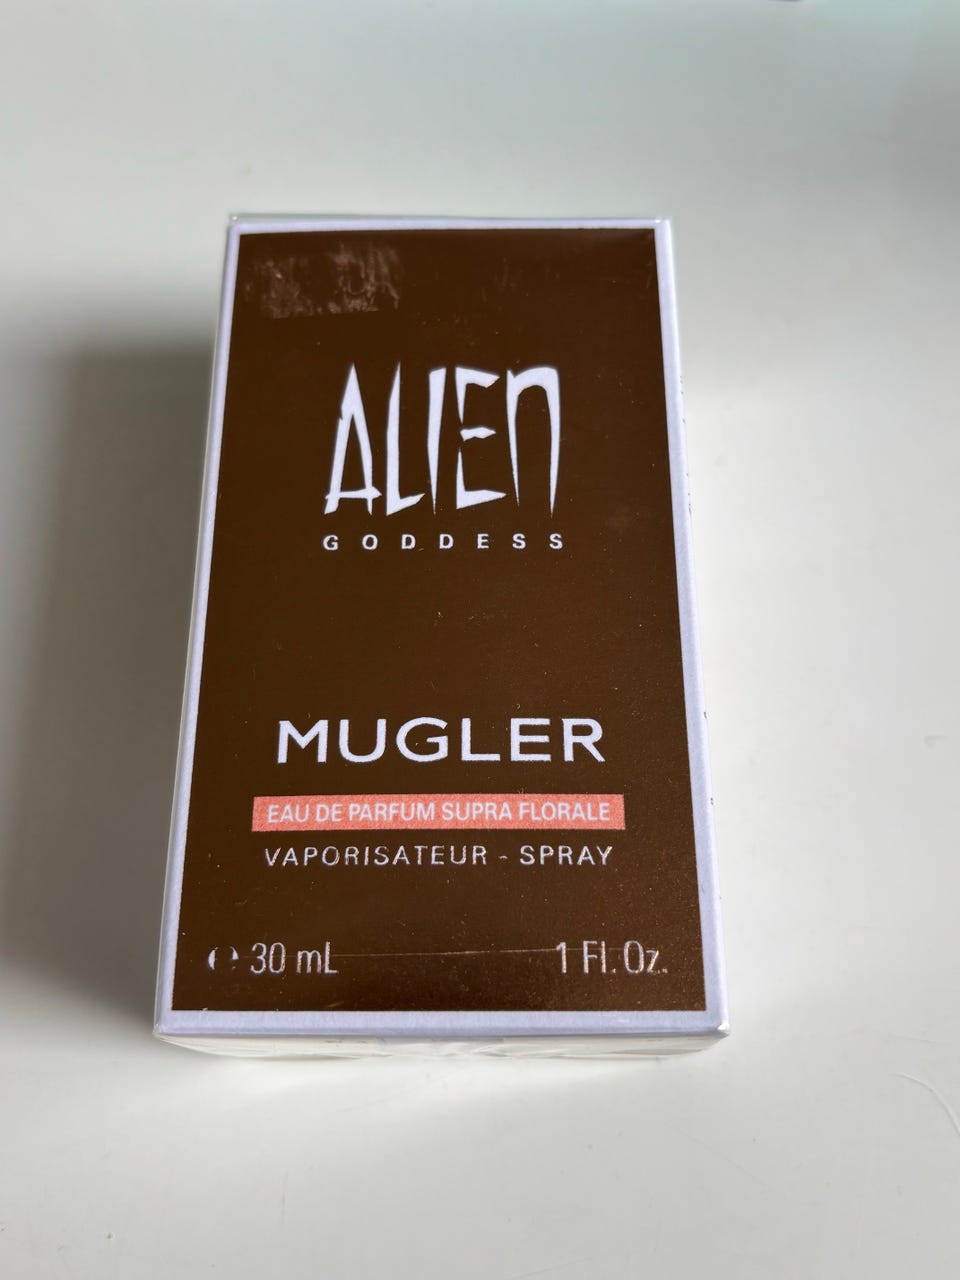 ALIEN
GODDESS
MUGLER
EAU DE PARFUM SUPRA FLORALE
VAPORISATEUR - SPRAY
℮ 30 mL 1 Fl. Oz.